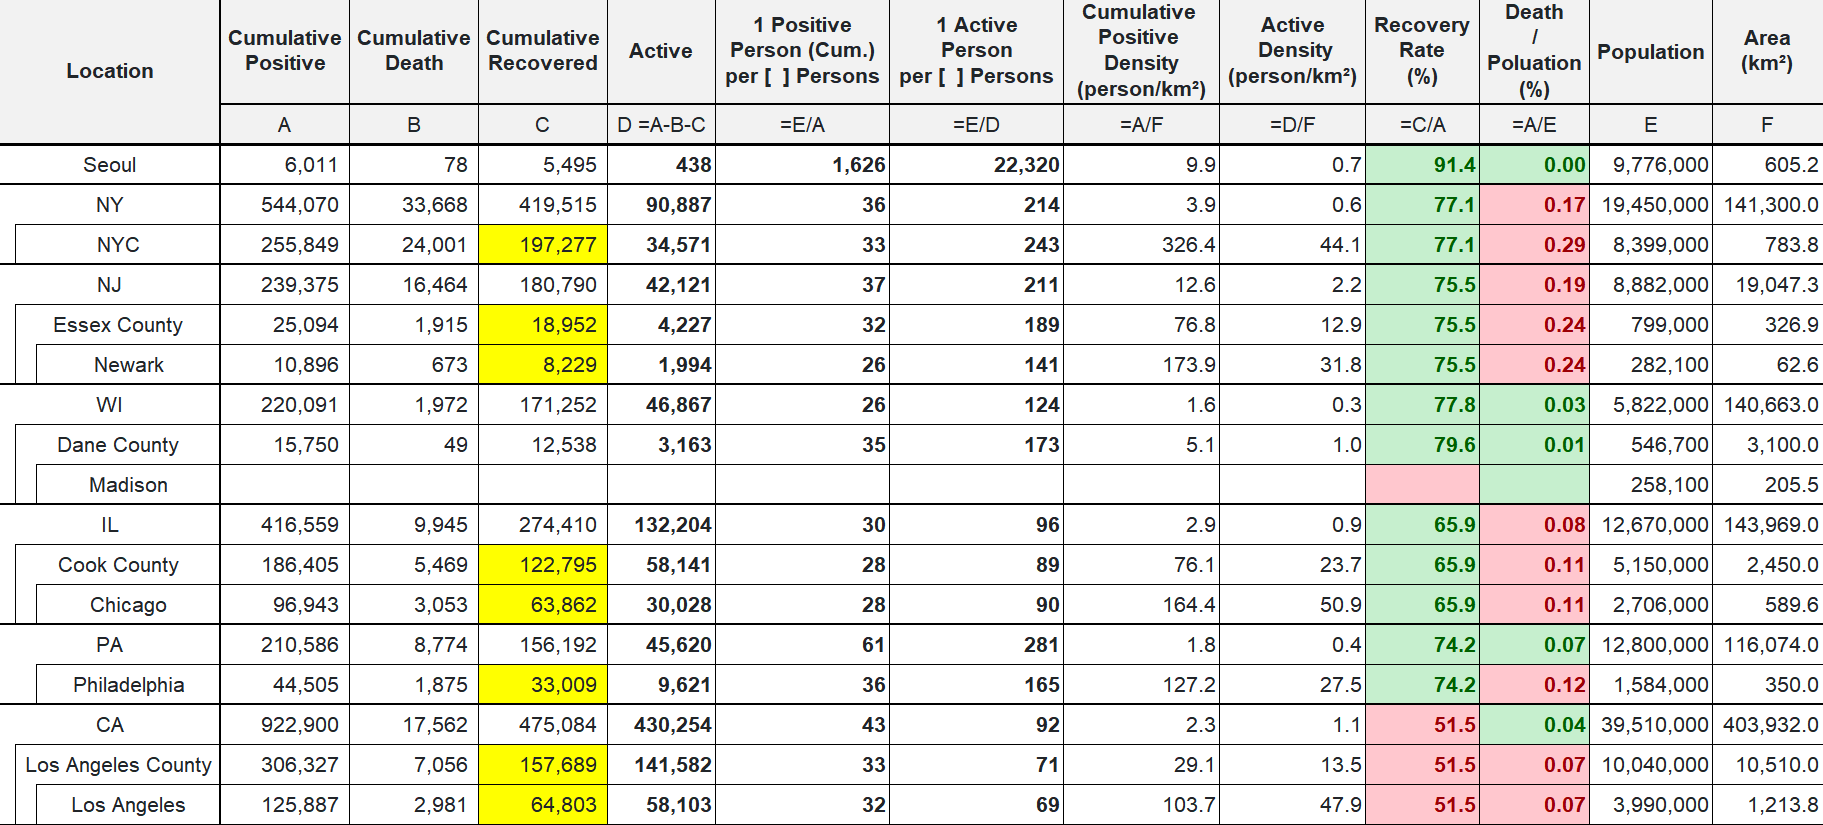 Location | Cumulative Positive | Cumulative Death | Cumulative Recovered | Active | 1 Positive Person (Cum.) per [ ] Persons | 1 Active Person per [ ] Persons | Cumulative Positive Density (person/km²) | Active Density (person/km²) | Recovery Rate (%) | Death / Poluation (%) | Population | Area (km²)
A | B | C | D =A-B-C | =E/A | =E/D | =A/F | =D/F | =C/A | =A/E | E | F
Seoul | 6,011 | 78 | 5,495 | 438 | 1,626 | 22,320 | 9.9 | 0.7 | 91.4 | 0.00 | 9,776,000 | 605.2
NY | 544,070 | 33,668 | 419,515 | 90,887 | 36 | 214 | 3.9 | 0.6 | 77.1 | 0.17 | 19,450,000 | 141,300.0
NYC | 255,849 | 24,001 | 197,277 | 34,571 | 33 | 243 | 326.4 | 44.1 | 77.1 | 0.29 | 8,399,000 | 783.8
NJ | 239,375 | 16,464 | 180,790 | 42,121 | 37 | 211 | 12.6 | 2.2 | 75.5 | 0.19 | 8,882,000 | 19,047.3
Essex County | 25,094 | 1,915 | 18,952 | 4,227 | 32 | 189 | 76.8 | 12.9 | 75.5 | 0.24 | 799,000 | 326.9
Newark | 10,896 | 673 | 8,229 | 1,994 | 26 | 141 | 173.9 | 31.8 | 75.5 | 0.24 | 282,100 | 62.6
WI | 220,091 | 1,972 | 171,252 | 46,867 | 26 | 124 | 1.6 | 0.3 | 77.8 | 0.03 | 5,822,000 | 140,663.0
Dane County | 15,750 | 49 | 12,538 | 3,163 | 35 | 173 | 5.1 | 1.0 | 79.6 | 0.01 | 546,700 | 3,100.0
Madison | 258,100 | 205.5
IL | 416,559 | 9,945 | 274,410 | 132,204 | 30 | 96 | 2.9 | 0.9 | 65.9 | 0.08 | 12,670,000 | 143,969.0
Cook County | 186,405 | 5,469 | 122,795 | 58,141 | 28 | 89 | 76.1 | 23.7 | 65.9 | 0.11 | 5,150,000 | 2,450.0
Chicago | 96,943 | 3,053 | 63,862 | 30,028 | 28 | 90 | 164.4 | 50.9 | 65.9 | 0.11 | 2,706,000 | 589.6
PA | 210,586 | 8,774 | 156,192 | 45,620 | 61 | 281 | 1.8 | 0.4 | 74.2 | 0.07 | 12,800,000 | 116,074.0
Philadelphia | 44,505 | 1,875 | 33,009 | 9,621 | 36 | 165 | 127.2 | 27.5 | 74.2 | 0.12 | 1,584,000 | 350.0
CA | 922,900 | 17,562 | 475,084 | 430,254 | 43 | 92 | 2.3 | 1.1 | 51.5 | 0.04 | 39,510,000 | 403,932.0
Los Angeles County | 306,327 | 7,056 | 157,689 | 141,582 | 33 | 71 | 29.1 | 13.5 | 51.5 | 0.07 | 10,040,000 | 10,510.0
Los Angeles | 125,887 | 2,981 | 64,803 | 58,103 | 32 | 69 | 103.7 | 47.9 | 51.5 | 0.07 | 3,990,000 | 1,213.8